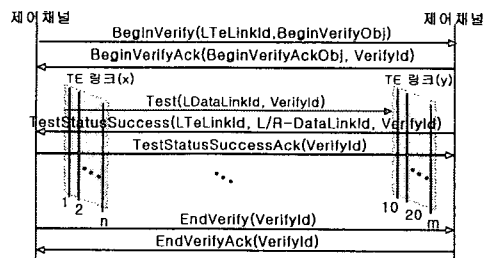 제어채널 제어채널
BeginVerify(LTeLinkId,BeginVerifyObj)
BeginVerifyAck(BeginVerifyAckObj, VerifyId)
TE 링크(x) TE 링크(y)
Test(LDataLinkId, VerifyId)
TestStatusSuccess(LTeLinkId, L/R-DataLinkId, VerifyId)
TestStatusSuccessAck(VerifyId)
1 2 n 10 20 m
EndVerify(VerifyId)
EndVerifyAck(VerifyId)